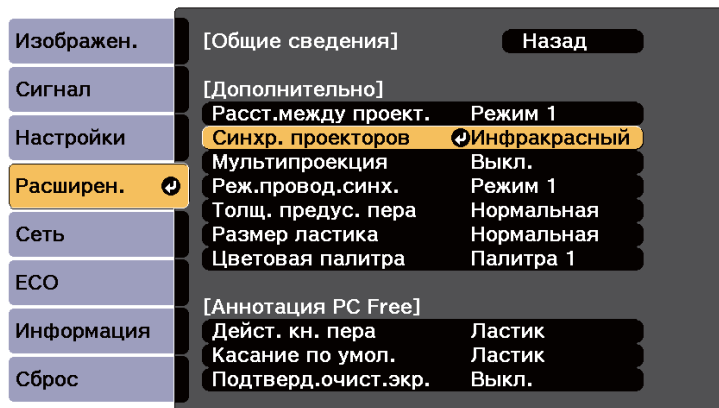 Изображен.
Сигнал
Настройки
Расширен.
Сеть
ECO
Информация
Сброс
[Общие сведения] Назад
[Дополнительно]
Расст.между проект. Режим 1
Синхр. проекторов Инфракрасный
Мультипроекция Выкл.
Реж.провод.синх. Режим 1
Толщ. предус. пера Нормальная
Размер ластика Нормальная
Цветовая палитра Палитра 1
[Аннотация PC Free]
Дейст. кн. пера Ластик
Касание по умол. Ластик
Подтверд.очист.экр. Выкл.